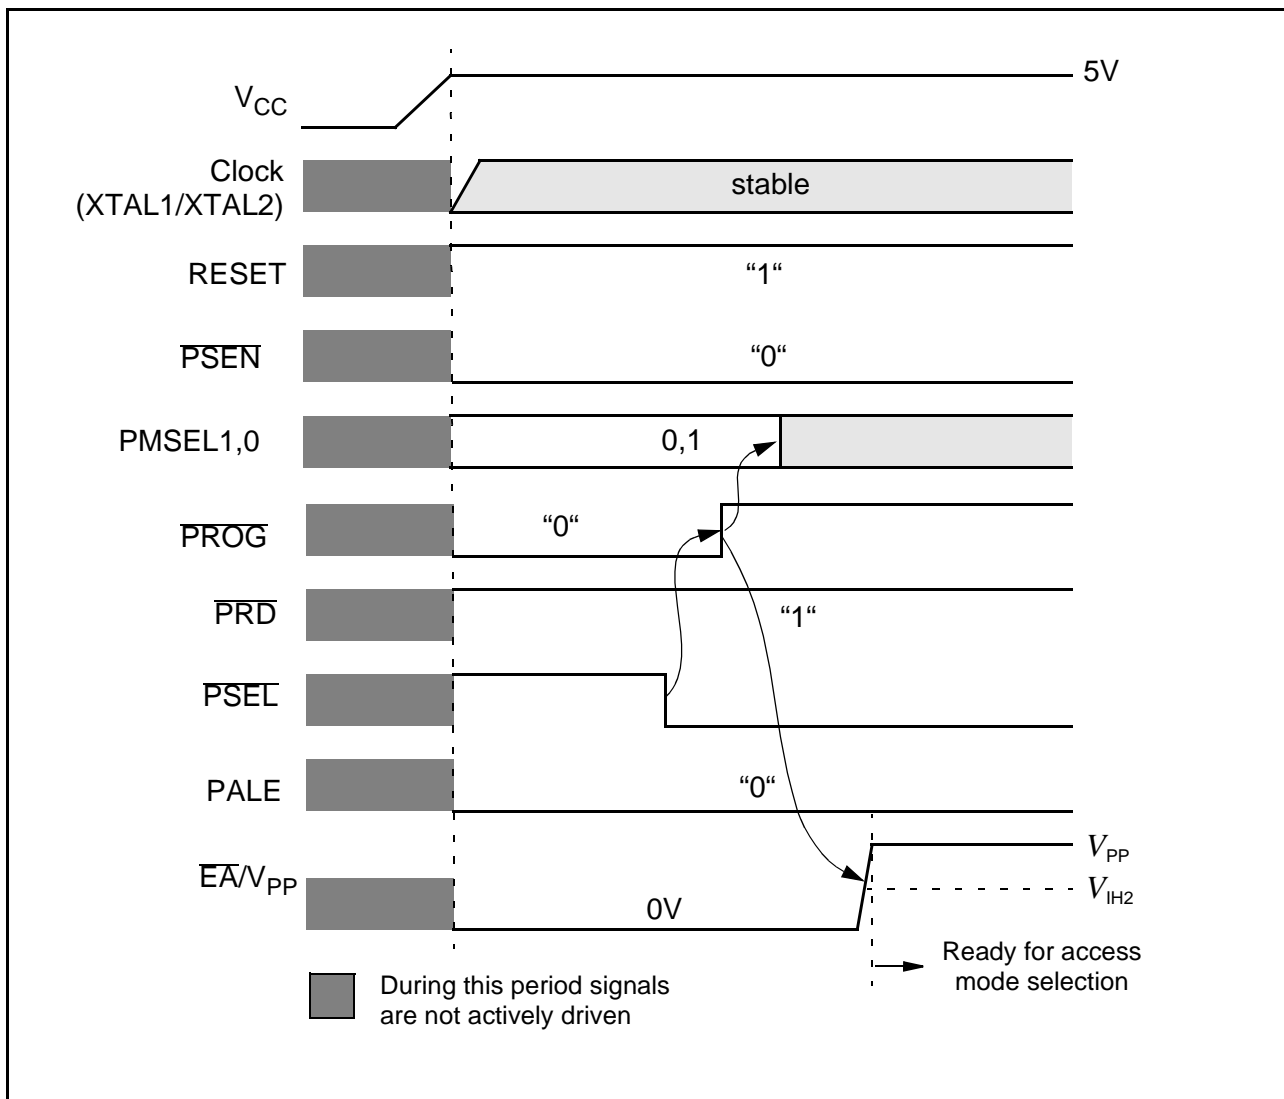 5V
VCC
Clock
(XTAL1/XTAL2)
stable
RESET
“1“
PSEN
“0“
PMSEL1,0
0,1
PROG
“0“
PRD
“1“
PSEL
PALE
“0“
EA/VPP
0V
VPP
VIH2
Ready for access
mode selection
During this period signals
are not actively driven